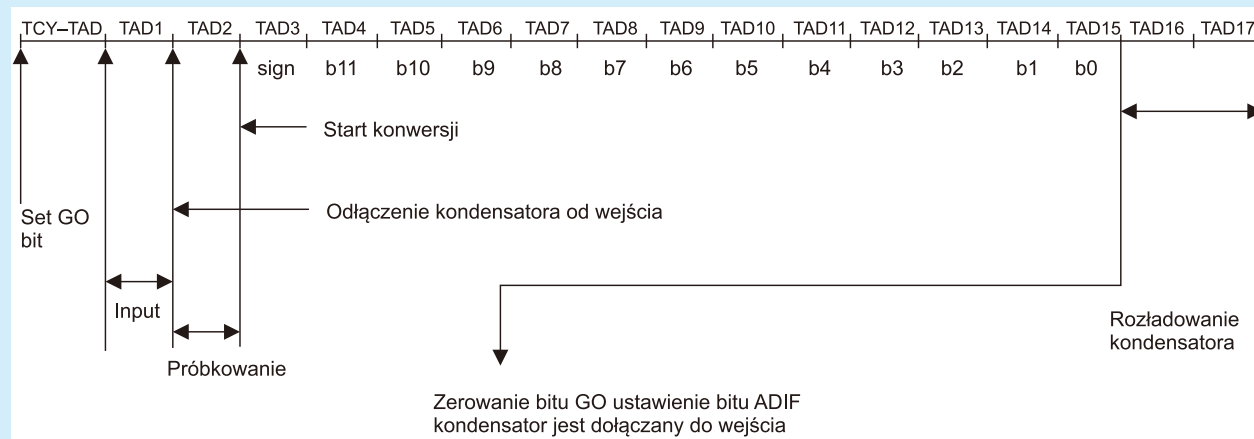 TCY–TAD TAD1 TAD2 TAD3 TAD4 TAD5 TAD6 TAD7 TAD8 TAD9 TAD10 TAD11 TAD12 TAD13 TAD14 TAD15 TAD16 TAD17
sign b11 b10 b9 b8 b7 b6 b5 b4 b3 b2 b1 b0
Start konwersji
Odłączenie kondensatora od wejścia
Set GO
bit
Input
Próbkowanie
Rozładowanie
kondensatora
Zerowanie bitu GO ustawienie bitu ADIF
kondensator jest dołączany do wejścia